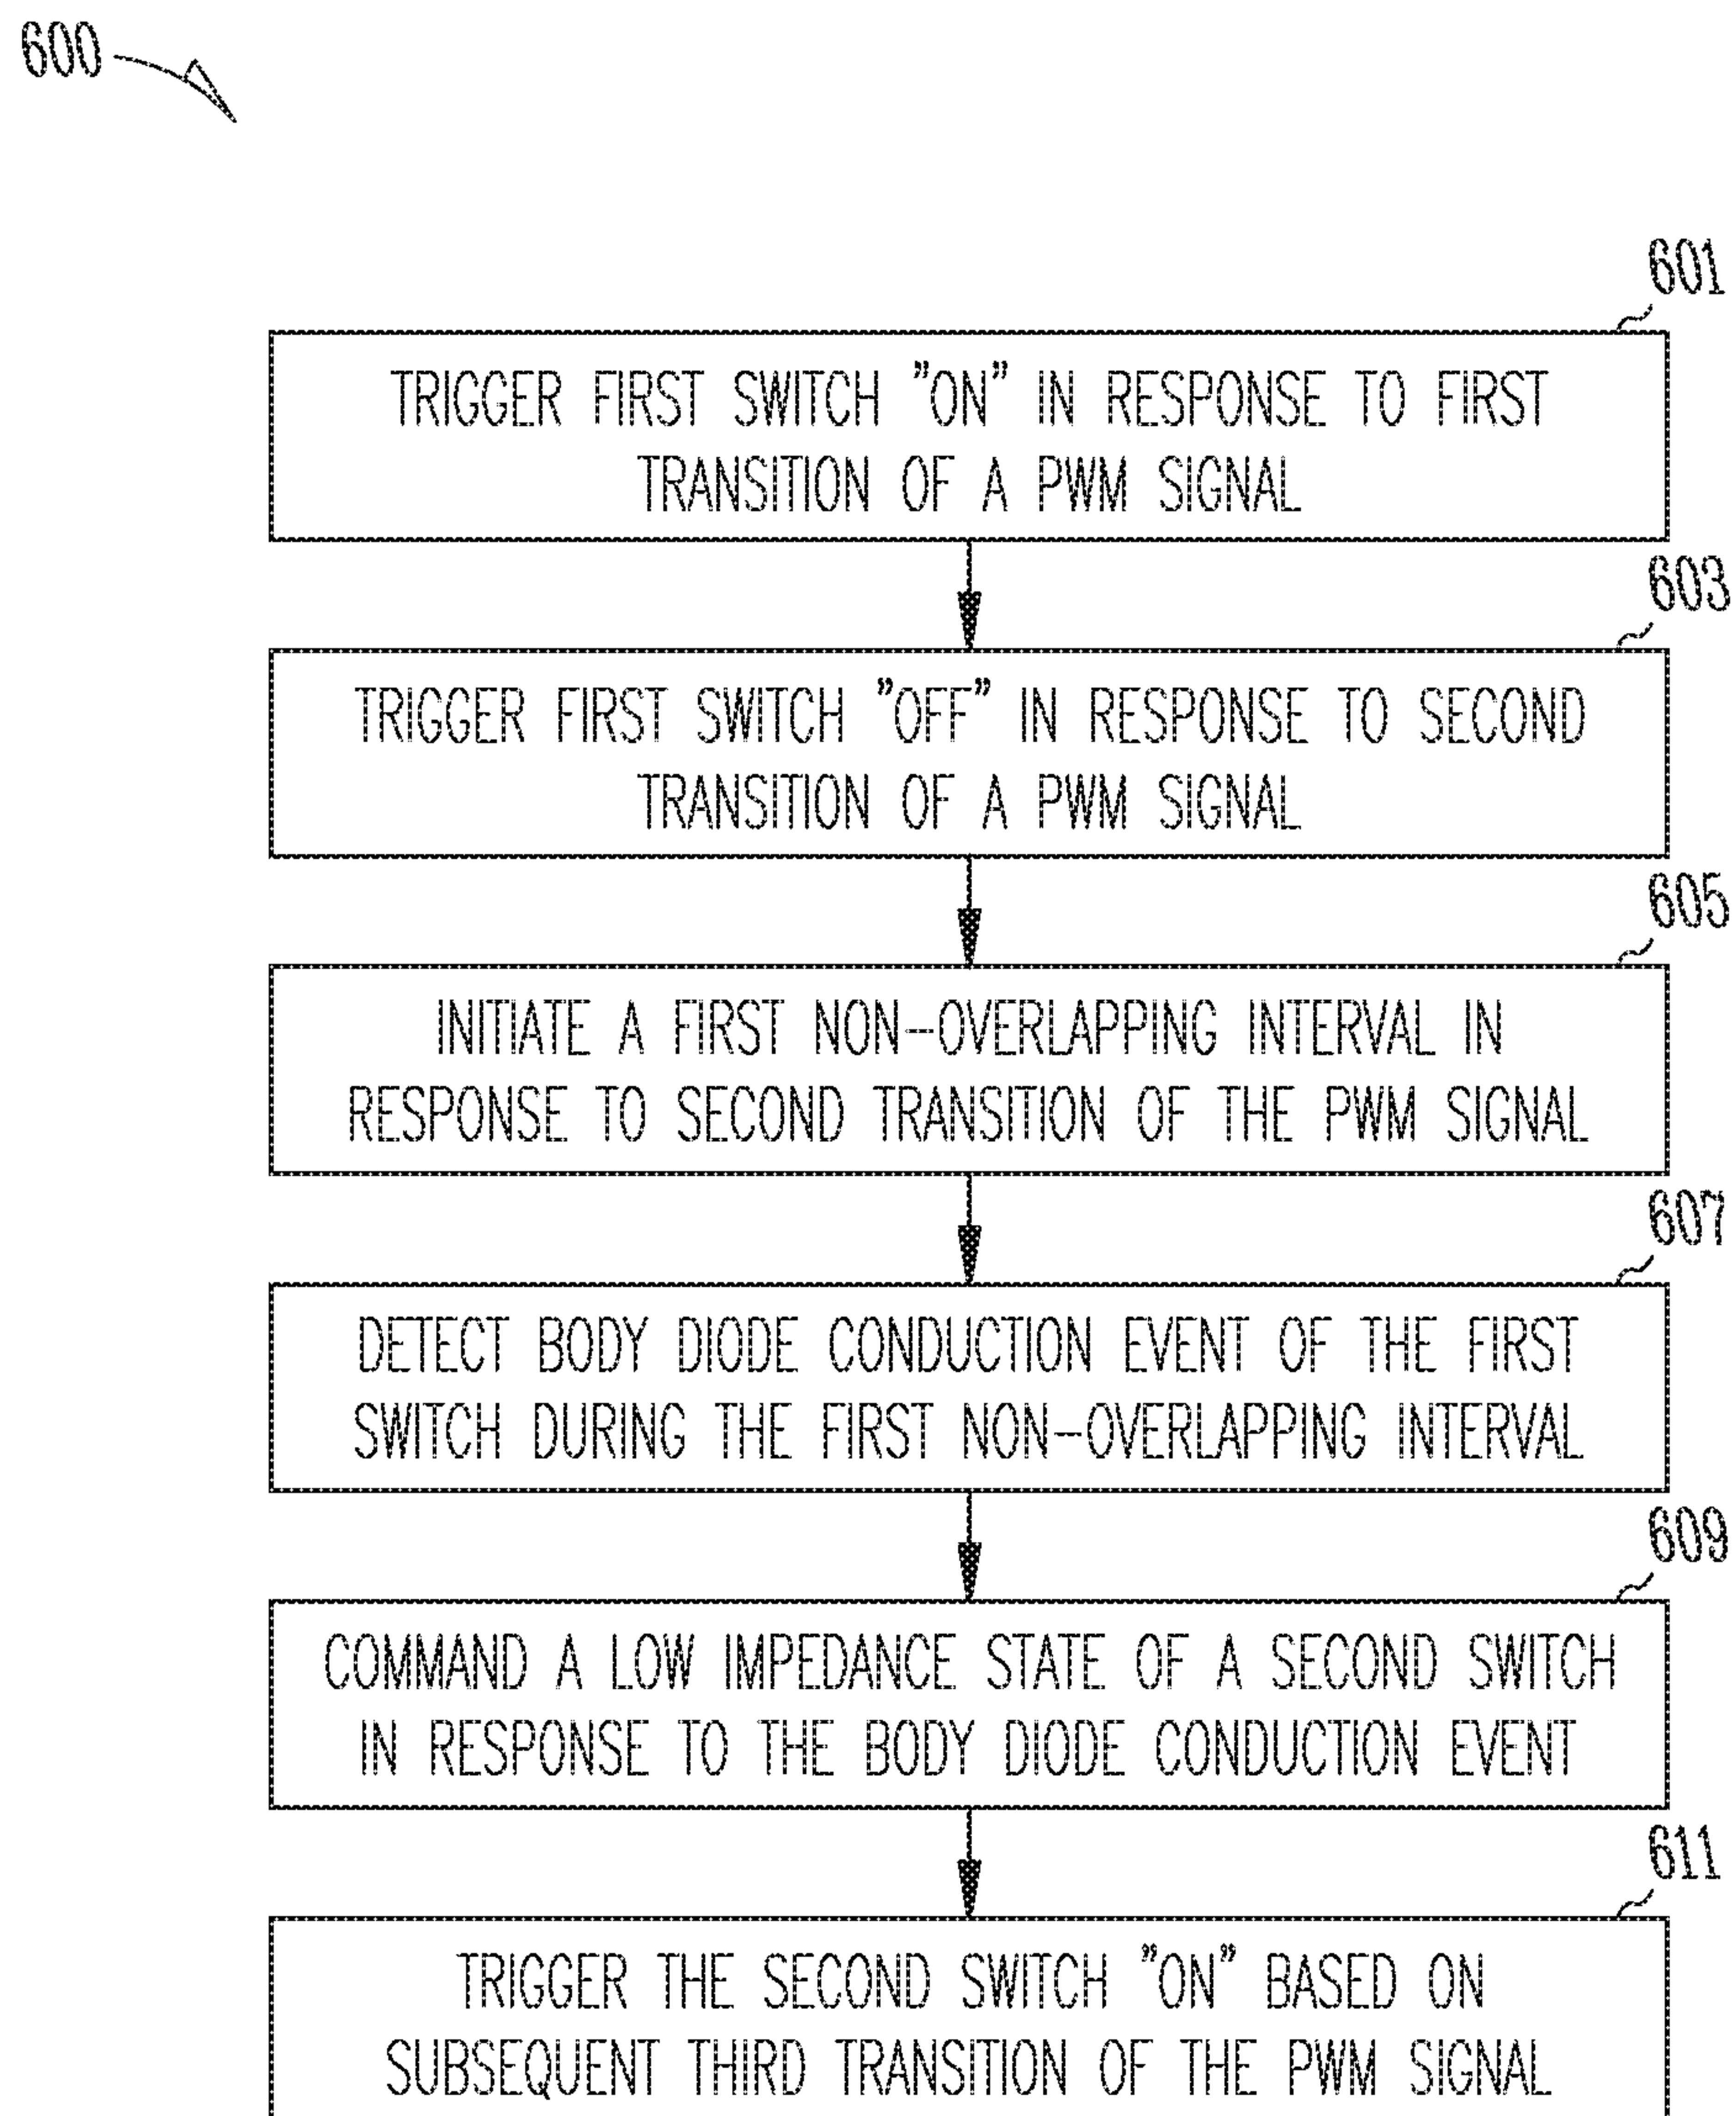 600
601
TRIGGER FIRST SWITCH "ON" IN RESPONSE TO FIRST
TRANSITION OF A PWM SIGNAL
603
TRIGGER FIRST SWITCH "OFF" IN RESPONSE TO SECOND
TRANSITION OF A PWM SIGNAL
605
INITIATE A FIRST NON-OVERLAPPING INTERVAL IN
RESPONSE TO SECOND TRANSITION OF THE PWM SIGNAL
607
DETECT BODY DIODE CONDUCTION EVENT OF THE FIRST
SWITCH DURING THE FIRST NON-OVERLAPPING INTERVAL
609
COMMAND A LOW IMPEDANCE STATE OF A SECOND SWITCH
IN RESPONSE TO THE BODY DIODE CONDUCTION EVENT
611
TRIGGER THE SECOND SWITCH "ON" BASED ON
SUBSEQUENT THIRD TRANSITION OF THE PWM SIGNAL